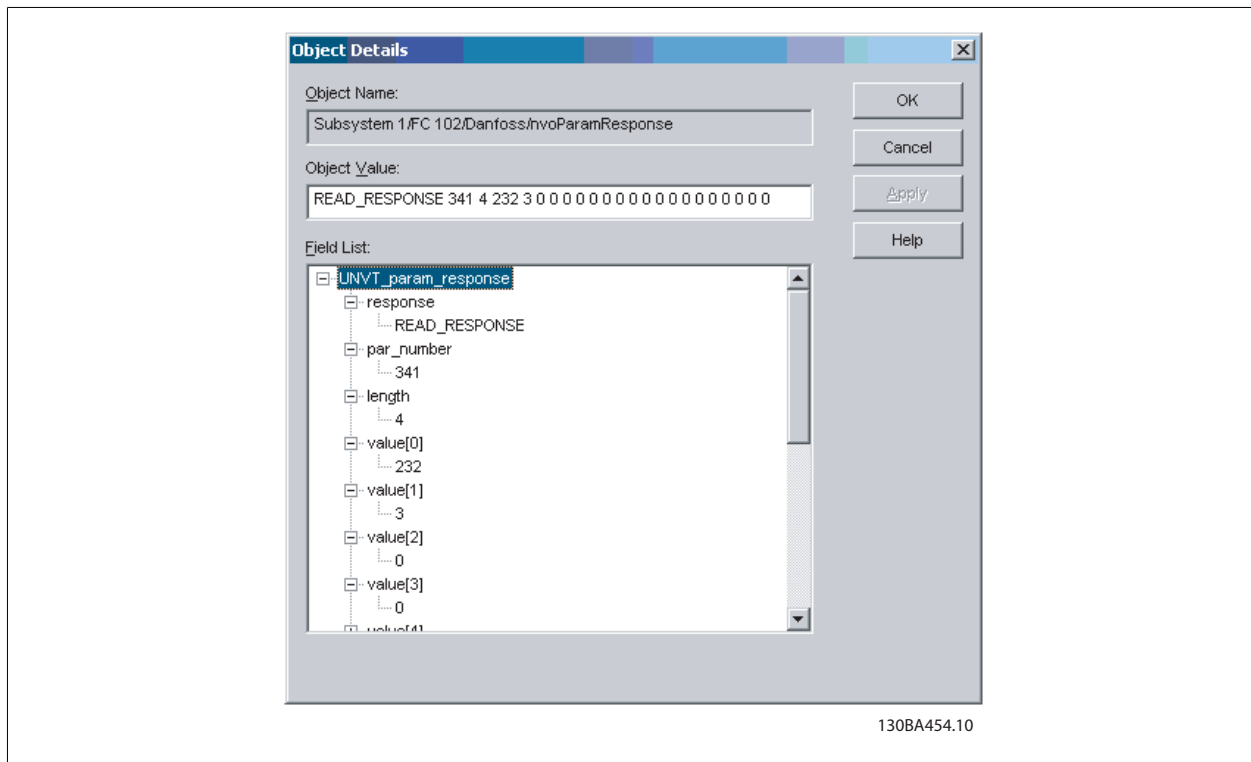 Object Details
Object Name:
Subsystem 1/FC 102/Danfoss/nvoParamResponse
Object Value:
READ_RESPONSE 341 4 232 3 0 0 0 0 0 0 0 0 0 0 0 0 0 0 0 0 0 0
Field List:
UNVT_param_response
response
READ_RESPONSE
par_number
341
length
4
value[0]
232
value[1]
3
value[2]
0
value[3]
0
value[4]
OK
Cancel
Apply
Help
130BA454.10